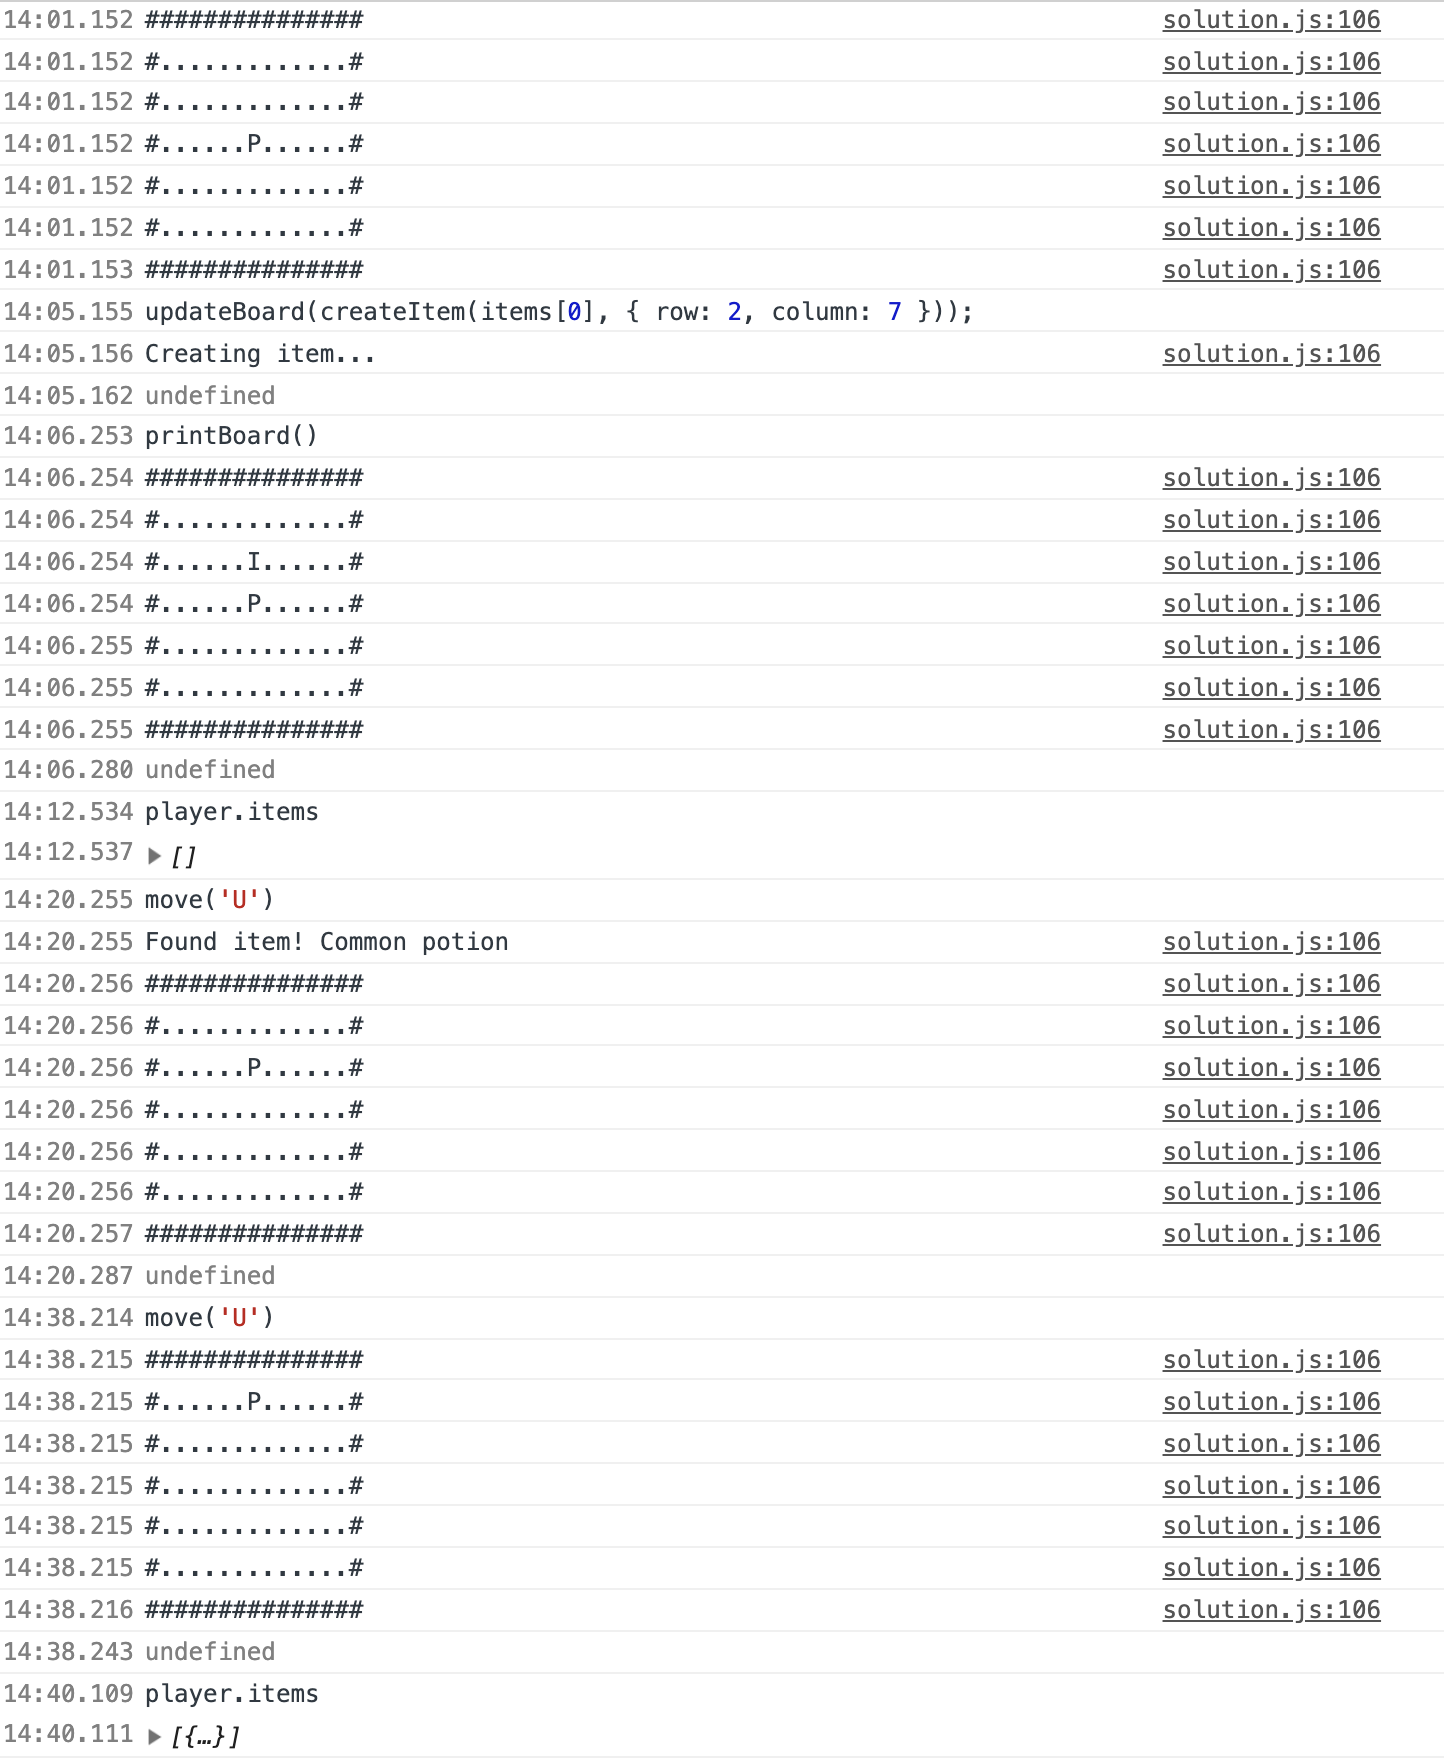 14:01.152 ############### solution.js:106
14:01.152 #.............# solution.js:106
14:01.152 #.............# solution.js:106
14:01.152 #......P......# solution.js:106
14:01.152 #.............# solution.js:106
14:01.152 #.............# solution.js:106
14:01.153 ############### solution.js:106
14:05.155 updateBoard(createItem(items[0], { row: 2, column: 7 }));
14:05.156 Creating item... solution.js:106
14:05.162 undefined
14:06.253 printBoard()
14:06.254 ############### solution.js:106
14:06.254 #.............# solution.js:106
14:06.254 #......I......# solution.js:106
14:06.254 #......P......# solution.js:106
14:06.255 #.............# solution.js:106
14:06.255 #.............# solution.js:106
14:06.255 ############### solution.js:106
14:06.280 undefined
14:12.534 player.items
14:12.537 ▶ []
14:20.255 move('U')
14:20.255 Found item! Common potion solution.js:106
14:20.256 ############### solution.js:106
14:20.256 #.............# solution.js:106
14:20.256 #......P......# solution.js:106
14:20.256 #.............# solution.js:106
14:20.256 #.............# solution.js:106
14:20.256 #.............# solution.js:106
14:20.257 ############### solution.js:106
14:20.287 undefined
14:38.214 move('U')
14:38.215 ############### solution.js:106
14:38.215 #......P......# solution.js:106
14:38.215 #.............# solution.js:106
14:38.215 #.............# solution.js:106
14:38.215 #.............# solution.js:106
14:38.215 #.............# solution.js:106
14:38.216 ############### solution.js:106
14:38.243 undefined
14:40.109 player.items
14:40.111 ▶ [{…}]